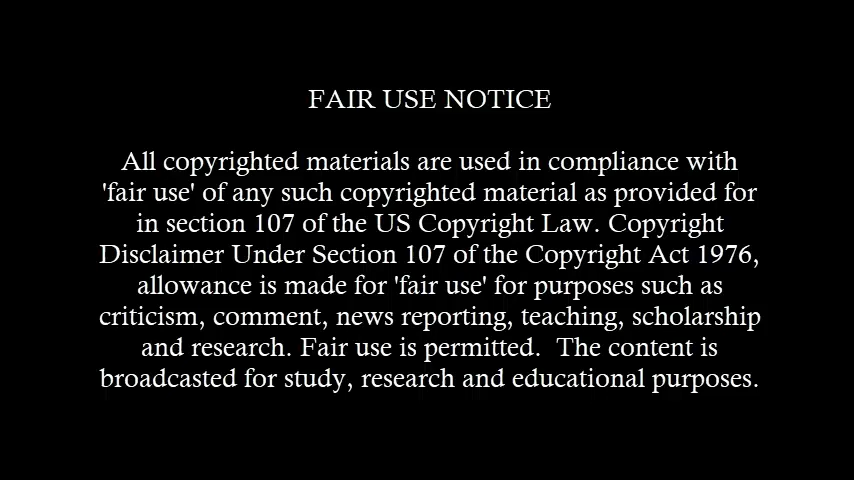 FAIR USE NOTICE
All copyrighted materials are used in compliance with
'fair use' of any such copyrighted material as provided for
in section 107 of the US Copyright Law. Copyright
Disclaimer Under Section 107 of the Copyright Act 1976,
allowance is made for 'fair use' for purposes such as
criticism, comment, news reporting, teaching, scholarship
and research. Fair use is permitted.  The content is
broadcasted for study, research and educational purposes.